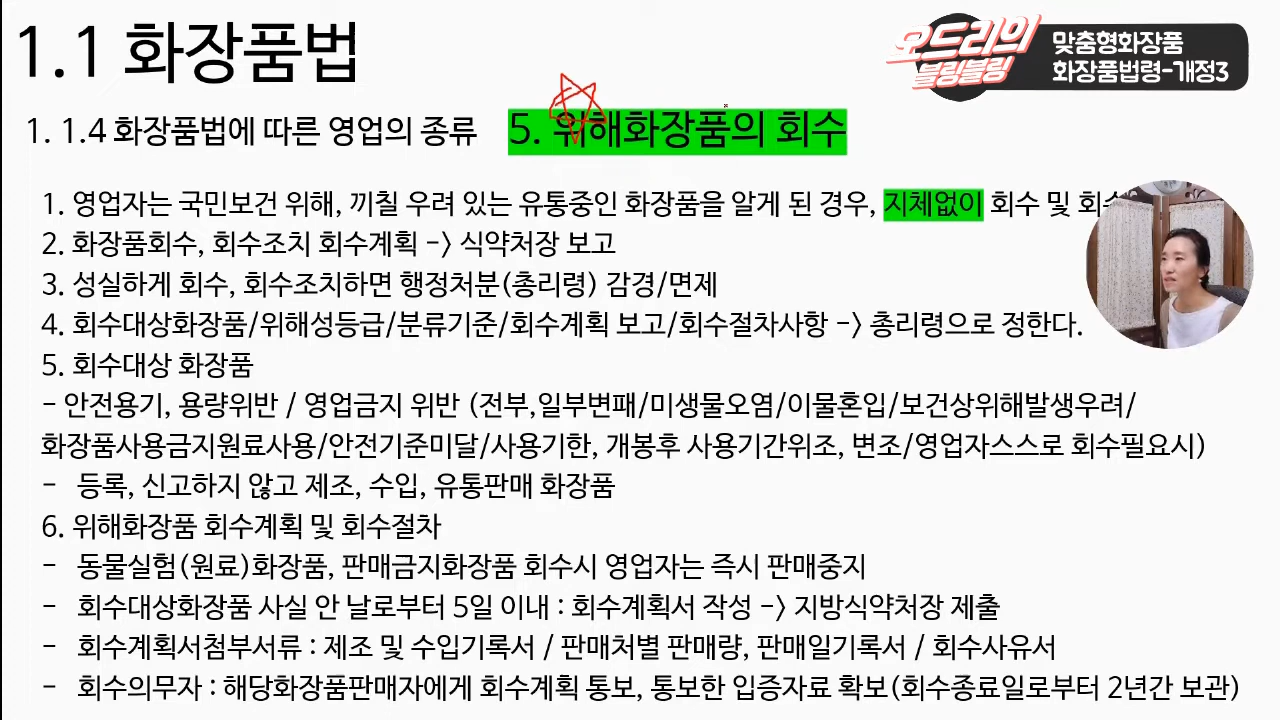 1.1 화장품법
오드리의
블링블링
맞춤형화장품
화장품법령-개정3
1. 1.4 화장품법에 따른 영업의 종류 5. 위해화장품의 회수
1. 영업자는 국민보건 위해, 끼칠 우려 있는 유통중인 화장품을 알게 된 경우, 지체없이 회수 및
2. 화장품회수, 회수조치 회수계획 -> 식약처장 보고
3. 성실하게 회수, 회수조치하면 행정처분(총리령) 감경/면제
4. 회수대상화장품/위해성등급/분류기준/회수계획 보고/회수절차사항 -> 총리령으로 정한다.
5. 회수대상 화장품
- 안전용기, 용량위반 / 영업금지 위반 (전부,일부변패/미생물오염/이물혼입/보건상위해발생우려/
화장품사용금지원료사용/안전기준미달/사용기한, 개봉후 사용기간위조, 변조/영업자스스로 회수필요시)
- 등록, 신고하지 않고 제조, 수입, 유통판매 화장품
6. 위해화장품 회수계획 및 회수절차
- 동물실험(원료)화장품, 판매금지화장품 회수시 영업자는 즉시 판매중지
- 회수대상화장품 사실 안 날로부터 5일 이내 : 회수계획서 작성 -> 지방식약처장 제출
- 회수계획서첨부서류 : 제조 및 수입기록서 / 판매처별 판매량, 판매일기록서 / 회수사유서
- 회수의무자 : 해당화장품판매자에게 회수계획 통보, 통보한 입증자료 확보(회수종료일로부터 2년간 보관)